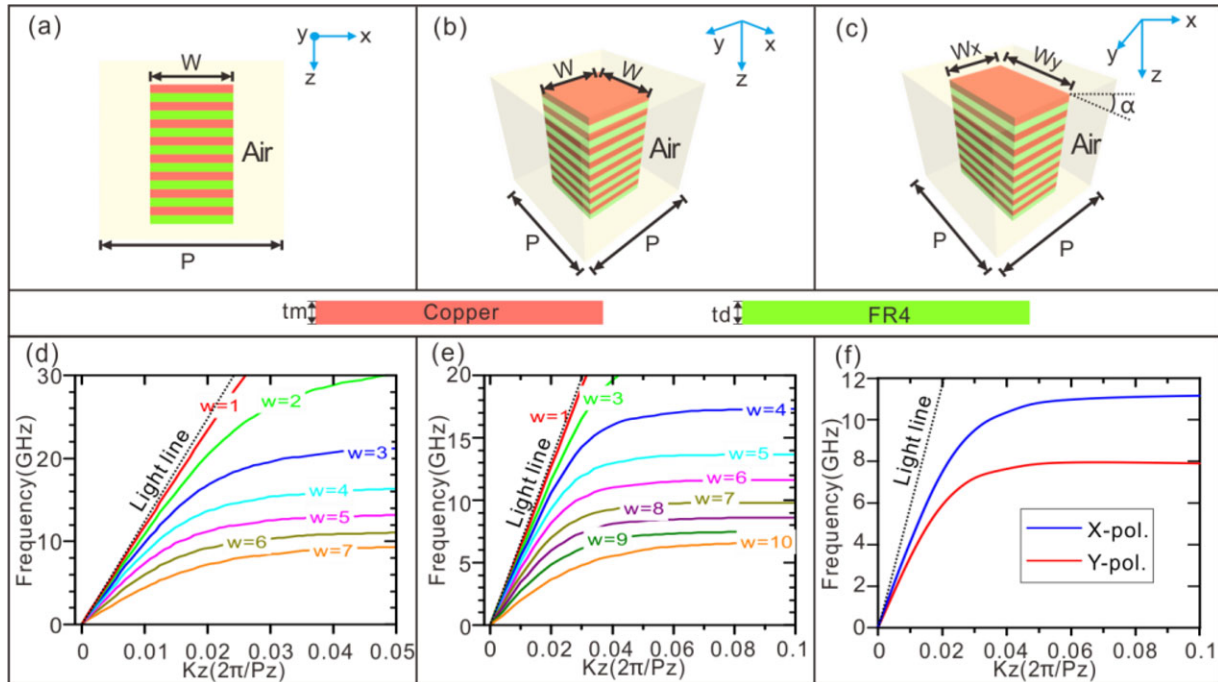 (a)
y
x
z
W
Air
P
(b)
y
x
z
W
W
Air
P
P
(c)
y
x
z
Wx
Wy
α
Air
P
P
tm
Copper
td
FR4
(d)
30
20
10
0
Frequency(GHz)
Light line
w=1
w=2
w=3
w=4
w=5
w=6
w=7
0
0.01
0.02
0.03
0.04
0.05
Kz(2π/Pz)
(e)
20
15
10
5
0
Frequency(GHz)
Light line
w=1
w=3
w=4
w=5
w=6
w=7
w=8
w=9
w=10
0
0.02
0.04
0.06
0.08
0.1
Kz(2π/Pz)
(f)
12
10
8
6
4
2
0
Frequency(GHz)
Light line
X-pol.
Y-pol.
0
0.02
0.04
0.06
0.08
0.1
Kz(2π/Pz)